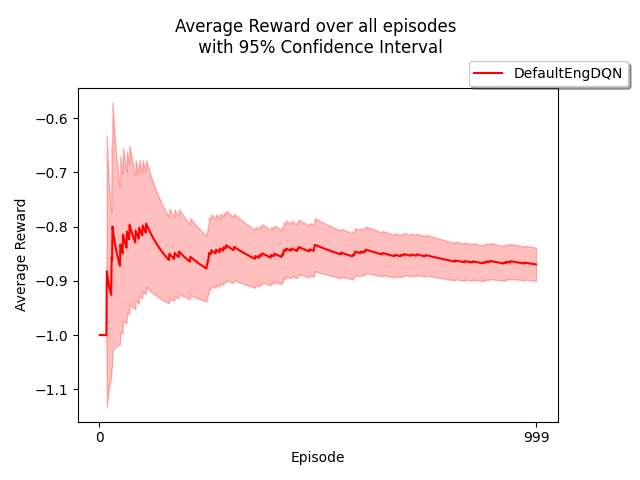 Average Reward over all episodes
with 95% Confidence Interval
DefaultEngDQN
−0.6
−0.7
−0.8
−0.9
−1.0
−1.1
Average Reward
0
999
Episode